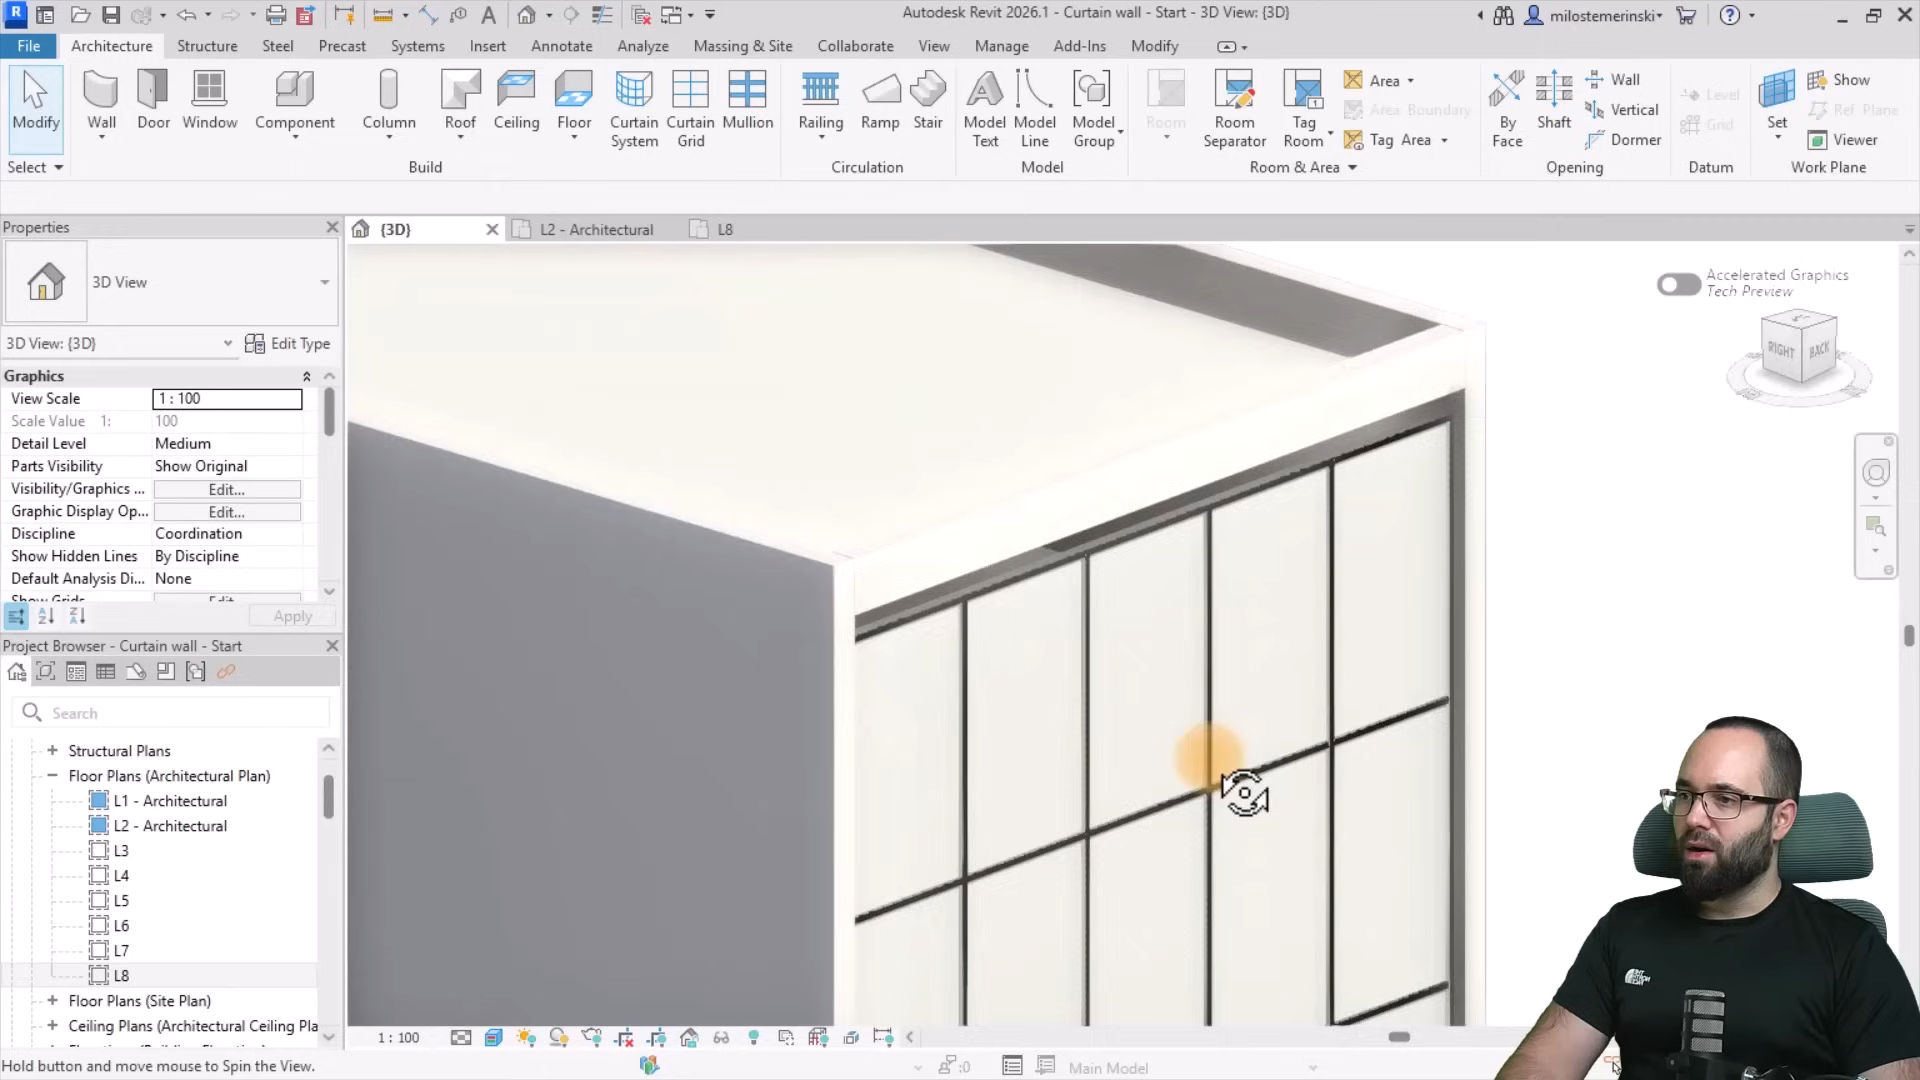 Autodesk Revit 2026.1 - Curtain wall - Start - 3D View: {3D}
milostemerinski
File Architecture Structure Steel Precast Systems Insert Annotate Analyze Massing & Site Collaborate View Manage Add-Ins Modify
Modify
Wall
Door
Window
Component
Column
Roof
Ceiling
Floor
Curtain System
Curtain Grid
Mullion
Railing
Ramp
Stair
Model Text
Model Line
Model Group
Room
Room Separator
Tag Room
Area
Area Boundary
Tag Area
By Face
Shaft
Wall
Vertical
Dormer
Level
Grid
Set
Show
Ref Plane
Viewer
Select Build Circulation Model Room & Area Opening Datum Work Plane
Properties
{3D} L2 - Architectural L8
3D View
3D View: {3D} Edit Type
Graphics
View Scale 1 : 100
Scale Value 1: 100
Detail Level Medium
Parts Visibility Show Original
Visibility/Graphics ... Edit...
Graphic Display Op... Edit...
Discipline Coordination
Show Hidden Lines By Discipline
Default Analysis Di... None
Show Grids Edit...
Apply
Project Browser - Curtain wall - Start
Search
Structural Plans
Floor Plans (Architectural Plan)
L1 - Architectural
L2 - Architectural
L3
L4
L5
L6
L7
L8
Floor Plans (Site Plan)
Ceiling Plans (Architectural Ceiling Pla
Accelerated Graphics
Tech Preview
RIGHT BACK
1 : 100
Hold button and move mouse to Spin the View.
:0
Main Model